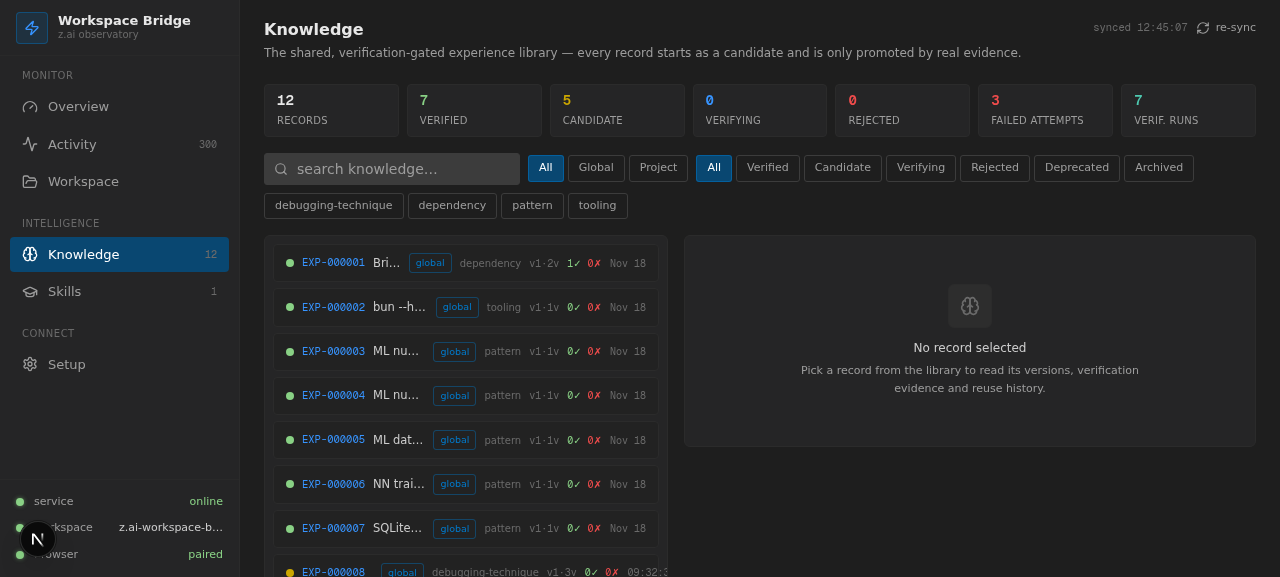 Workspace Bridge
z.ai observatory
MONITOR
Overview
Activity 300
Workspace
INTELLIGENCE
Knowledge 12
Skills 1
CONNECT
Setup
service online
kspace z.ai-workspace-b...
N
owser paired
Knowledge
synced 12:45:07 re-sync
The shared, verification-gated experience library — every record starts as a candidate and is only promoted by real evidence.
12 7 5 0 0 3 7
RECORDS VERIFIED CANDIDATE VERIFYING REJECTED FAILED ATTEMPTS VERIF. RUNS
search knowledge... All Global Project All Verified Candidate Verifying Rejected Deprecated Archived
debugging-technique dependency pattern tooling
EXP-000001 Bri... global dependency v1·2v 1✓ 0✗ Nov 18
EXP-000002 bun --h... global tooling v1·1v 0✓ 0✗ Nov 18
EXP-000003 ML nu... global pattern v1·1v 0✓ 0✗ Nov 18
EXP-000004 ML nu... global pattern v1·1v 0✓ 0✗ Nov 18
EXP-000005 ML dat... global pattern v1·1v 0✓ 0✗ Nov 18
EXP-000006 NN trai... global pattern v1·1v 0✓ 0✗ Nov 18
EXP-000007 SQLite... global pattern v1·1v 0✓ 0✗ Nov 18
EXP-000008 global debugging-technique v1·3v 0✓ 0✗ 09:32:3
No record selected
Pick a record from the library to read its versions, verification
evidence and reuse history.